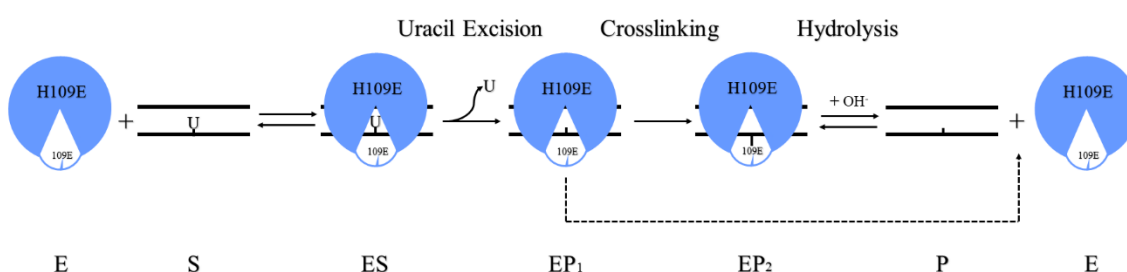 Uracil Excision Crosslinking Hydrolysis
H109E H109E H109E H109E H109E
U + OH-
+ U U +
109E 109E 109E 109E 109E
E S ES EP1 EP2 P E